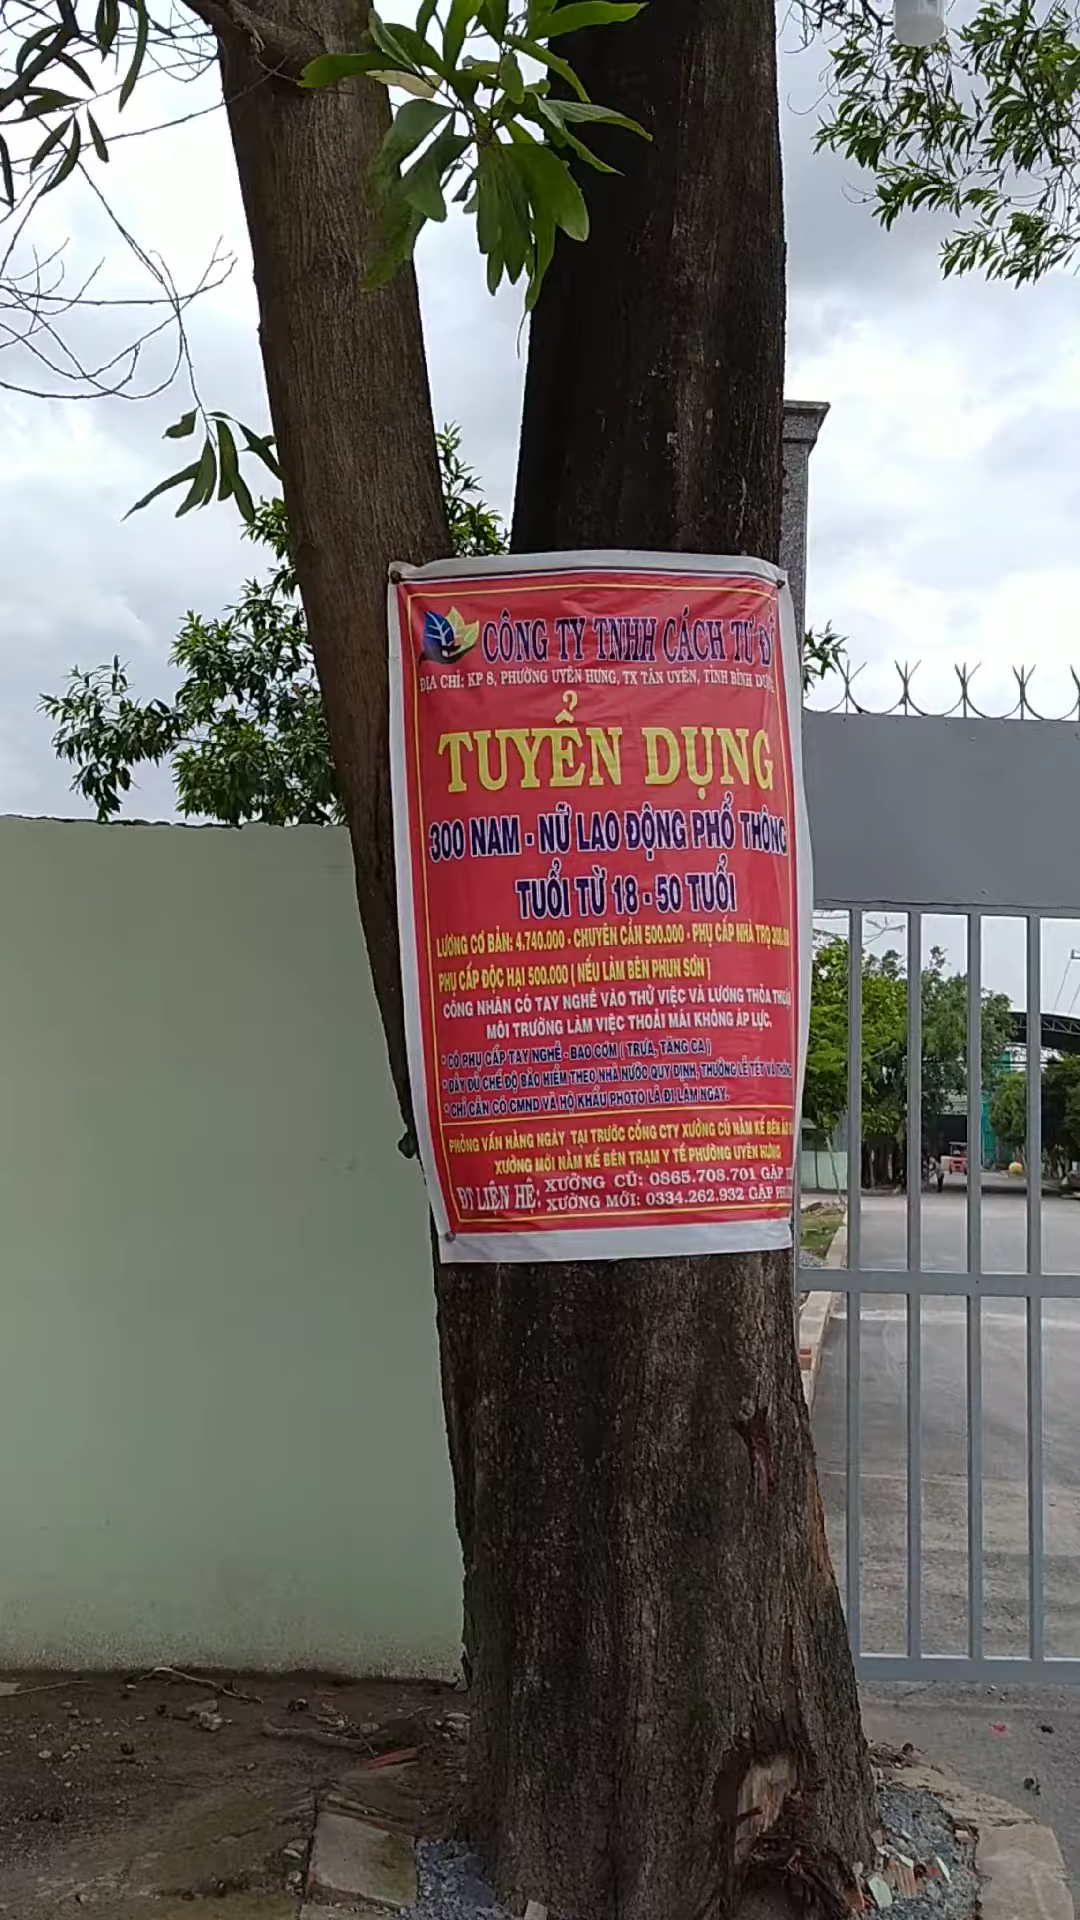 CÔNG TY TNHH CÁCH TƯ
ĐỊA CHỈ: KP 8, PHƯỜNG UYÊN HƯNG, TX TÂN UYÊN, TỈNH BÌNH
TUYỂN DỤNG
300 NAM - NỮ LAO ĐỘNG PHỔ THÔNG
TUỔI TỪ 18 - 50 TUỔI
LƯƠNG CƠ BẢN: 4.740.000 - CHUYÊN CẦN 500.000 - PHỤ CẤP NHÀ TRỌ
PHỤ CẤP ĐỘC HẠI 500.000 ( NẾU LÀM BÊN PHUN SƠN )
CÔNG NHÂN CÓ TAY NGHỀ VÀO THỬ VIỆC VÀ LƯƠNG THỎA
MÔI TRƯỜNG LÀM VIỆC THOẢI MÁI KHÔNG ÁP LỰC.
* CÓ PHỤ CẤP TAY NGHỀ - BAO CƠM ( TRƯA, TĂNG CA )
* ĐẦY ĐỦ CHẾ ĐỘ BẢO HIỂM THEO NHÀ NƯỚC QUY ĐỊNH, THƯỞNG LỄ TẾT VÀ
* CHỈ CẦN CÓ CMND VÀ HỘ KHẨU PHOTO LÀ ĐI LÀM NGAY.
PHỎNG VẤN HÀNG NGÀY TẠI TRƯỚC CỔNG CTY XƯỞNG CŨ NẰM KẾ BÊN
XƯỞNG MỚI NẰM KẾ BÊN TRẠM Y TẾ PHƯỜNG UYÊN HƯNG
ĐT LIÊN HỆ: XƯỞNG CŨ: 0865.708.701 GẶP
XƯỞNG MỚI: 0334.262.932 GẶP